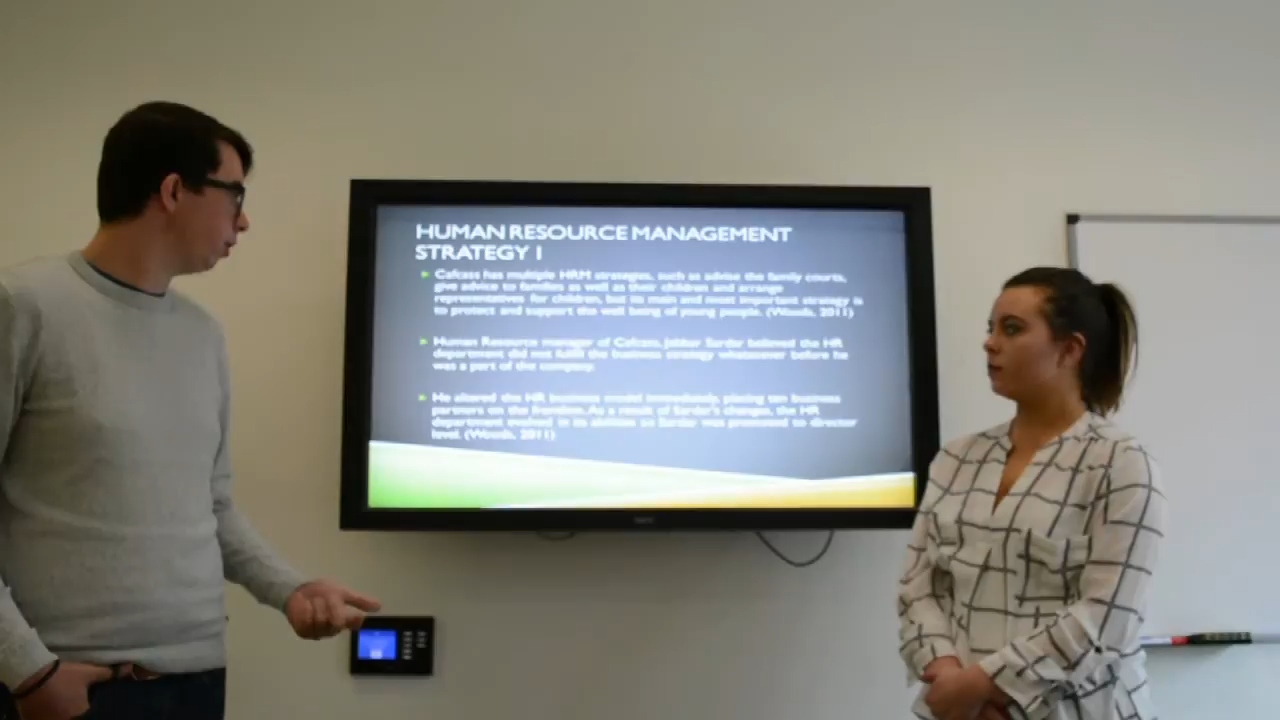 HUMAN RESOURCE MANAGEMENT
STRATEGY 1
Cafcass has multiple HRM strategies, such as advise the family courts,
give advice to families as well as their children and arrange
representatives for children, but its main and most important strategy is
to protect and support the well being of young people. (Woods, 2011)
Human Resource manager of Cafcass, Jabbar Sardar believed the HR
department did not fulfil the business strategy whatsoever before he
was a part of the company.
He altered the HR business model immediately, placing ten business
partners on the frontline. As a result of Sardar's changes, the HR
department evolved in its abilities so Sardar was promoted to director
level. (Woods, 2011)